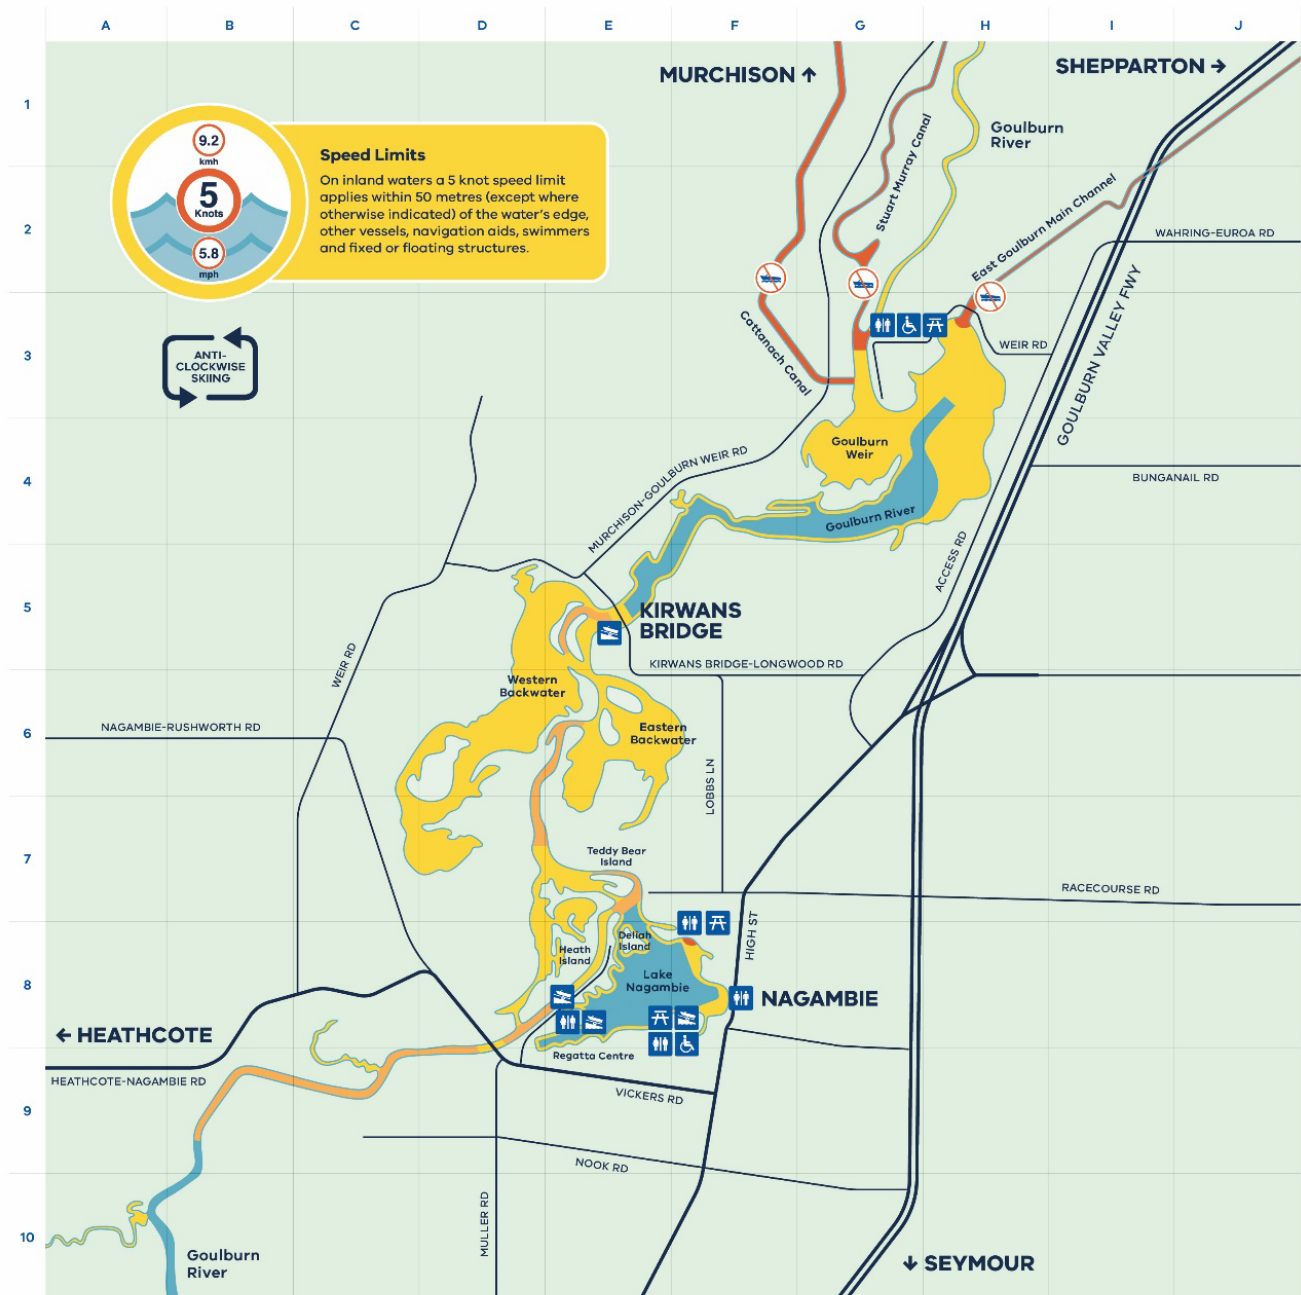 A B C D E F G H I J
1
2
3
4
5
6
7
8
9
10
MURCHISON ↑
SHEPPARTON →
Goulburn
River
Stuart Murray Canal
East Goulburn Main Channel
WAHRING-EUROA RD
GOULBURN VALLEY FWY
9.2
kmh
5
Knots
5.8
mph
Speed Limits
On inland waters a 5 knot speed limit
applies within 50 metres (except where
otherwise indicated) of the water's edge,
other vessels, navigation aids, swimmers
and fixed or floating structures.
ANTI-
CLOCKWISE
SKIING
Cattanach Canal
WEIR RD
Goulburn
Weir
MURCHISON-GOULBURN WEIR RD
BUNGANAIL RD
Goulburn River
ACCESS RD
KIRWANS
BRIDGE
KIRWANS BRIDGE-LONGWOOD RD
WEIR RD
Western
Backwater
NAGAMBIE-RUSHWORTH RD
Eastern
Backwater
LOBBS LN
Teddy Bear
Island
RACECOURSE RD
HIGH ST
Deliah
Island
Heath
Island
Lake
Nagambie
NAGAMBIE
← HEATHCOTE
Regatta Centre
HEATHCOTE-NAGAMBIE RD
VICKERS RD
NOOK RD
MULLER RD
Goulburn
River
↓ SEYMOUR